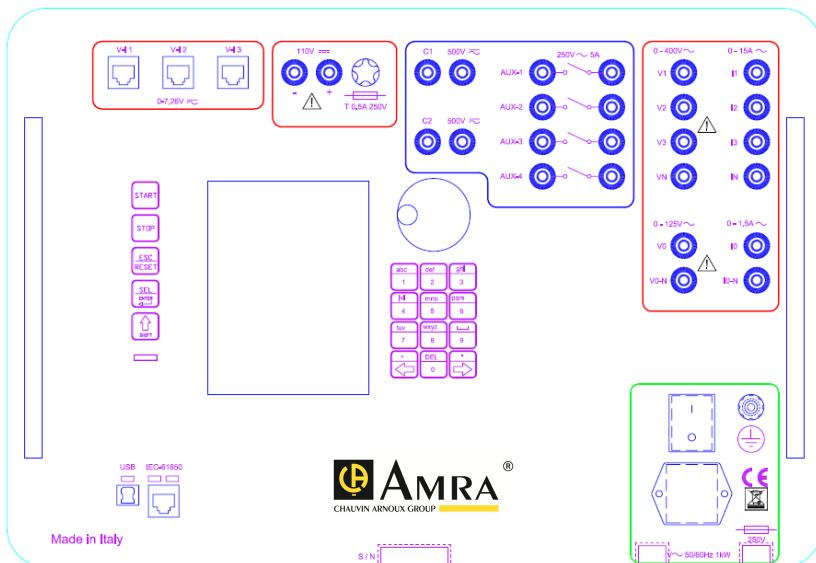 V-I 1 V-I 2 V-I 3
0-7,26V
110V
- +
T 0,5A 250V
C1 500V
C2 500V
250V 5A
AUX-1
AUX-2
AUX-3
AUX-4
0-400V 0-15A
V1 I1
V2 I2
V3 I3
VN IN
0-125V 0-1,5A
V0 I0
V0-N I0-N
START
STOP
ESC
RESET
SEL
ENTER
SHIFT
abc def ghi
1 2 3
jkl mno pqrs
4 5 6
tuv wxyz
7 8 9
DEL
0
USB IEC-61850
AMRA®
CHAUVIN ARNOUX GROUP
Made in Italy
S / N
I
O
CE
250V
V~ 50/60Hz 1kW